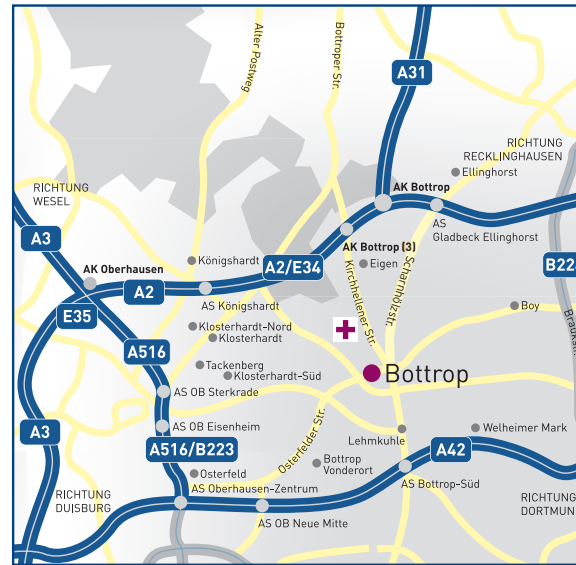 Alter Postweg
Bottroper Str.
A31
RICHTUNG
RECKLINGHAUSEN
Ellinghorst
RICHTUNG
WESEL
AK Bottrop
A3
AS
Gladbeck Ellinghorst
AK Bottrop (3)
Königshardt
A2/E34
Eigen
Kirchhellener Str.
Scharnhölzstr.
B22
AK Oberhausen
A2
AS Königshardt
E35
Boy
Braukstr.
Klosterhardt-Nord
Klosterhardt
A516
Tackenberg
Klosterhardt-Süd
Bottrop
AS OB Sterkrade
Osterfelder Str.
AS OB Eisenheim
A3
Lehmkuhle
Welheimer Mark
A516/B223
A42
Bottrop
Vonderort
Osterfeld
AS Bottrop-Süd
AS Oberhausen-Zentrum
RICHTUNG
DUISBURG
RICHTUNG
DORTMUN
AS OB Neue Mitte